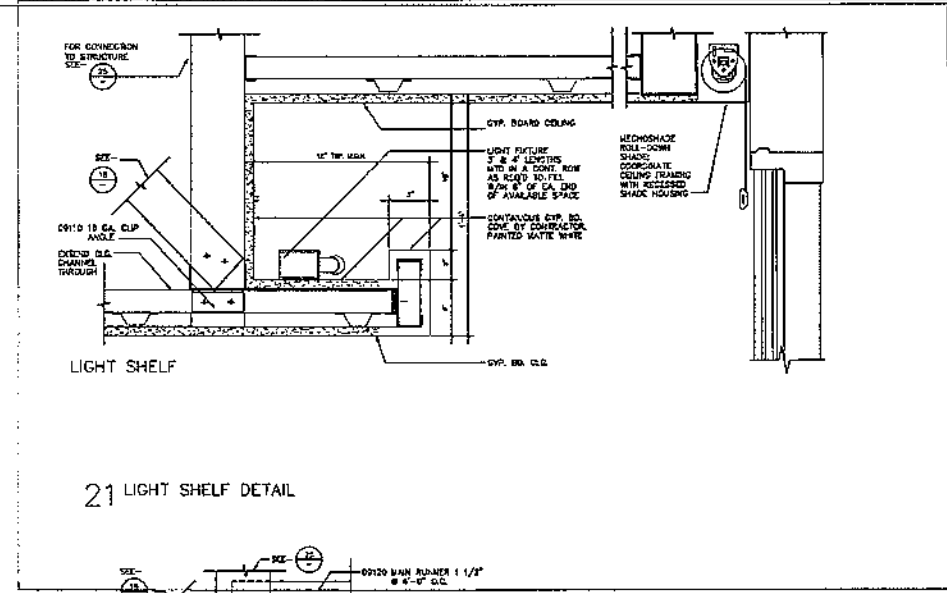 FOR CONNECTION
TO STRUCTURE
SEE-
25
GYP. BOARD CEILING
LIGHT FIXTURE
3' & 4' LENGTHS
MTD IN A CONT. ROW
AS REQ'D TO FILL
W/IN 6" OF EA. END
OF AVAILABLE SPACE
MECHOSHADE
ROLL-DOWN
SHADE;
COORDINATE
CEILING FRAMING
WITH RECESSED
SHADE HOUSING
SEE-
18
3"
CONTINUOUS GYP. BD.
COVE BY CONTRACTOR,
PAINTED MATTE WHITE
09110 18 GA. CLIP
ANGLE
EXTEND CLG.
CHANNEL
THROUGH
GYP. BD. CLG.
LIGHT SHELF
21 LIGHT SHELF DETAIL
SEE-
SEE-
09120 MAIN RUNNER 1 1/2"
@ 4'-0" O.C.